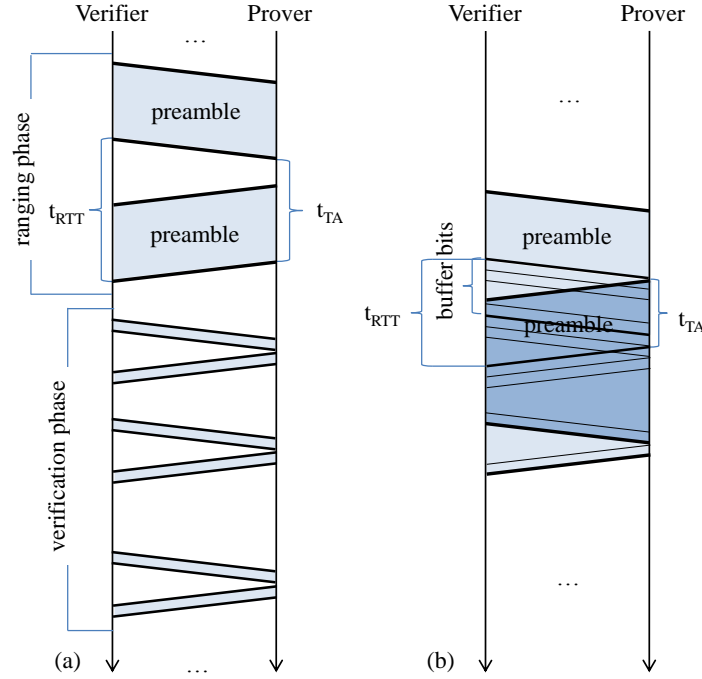 Verifier
Prover
...
ranging phase
preamble
t_RTT
t_TA
preamble
verification phase
(a)
...
Verifier
Prover
...
preamble
buffer bits
t_RTT
preamble
t_TA
...
(b)